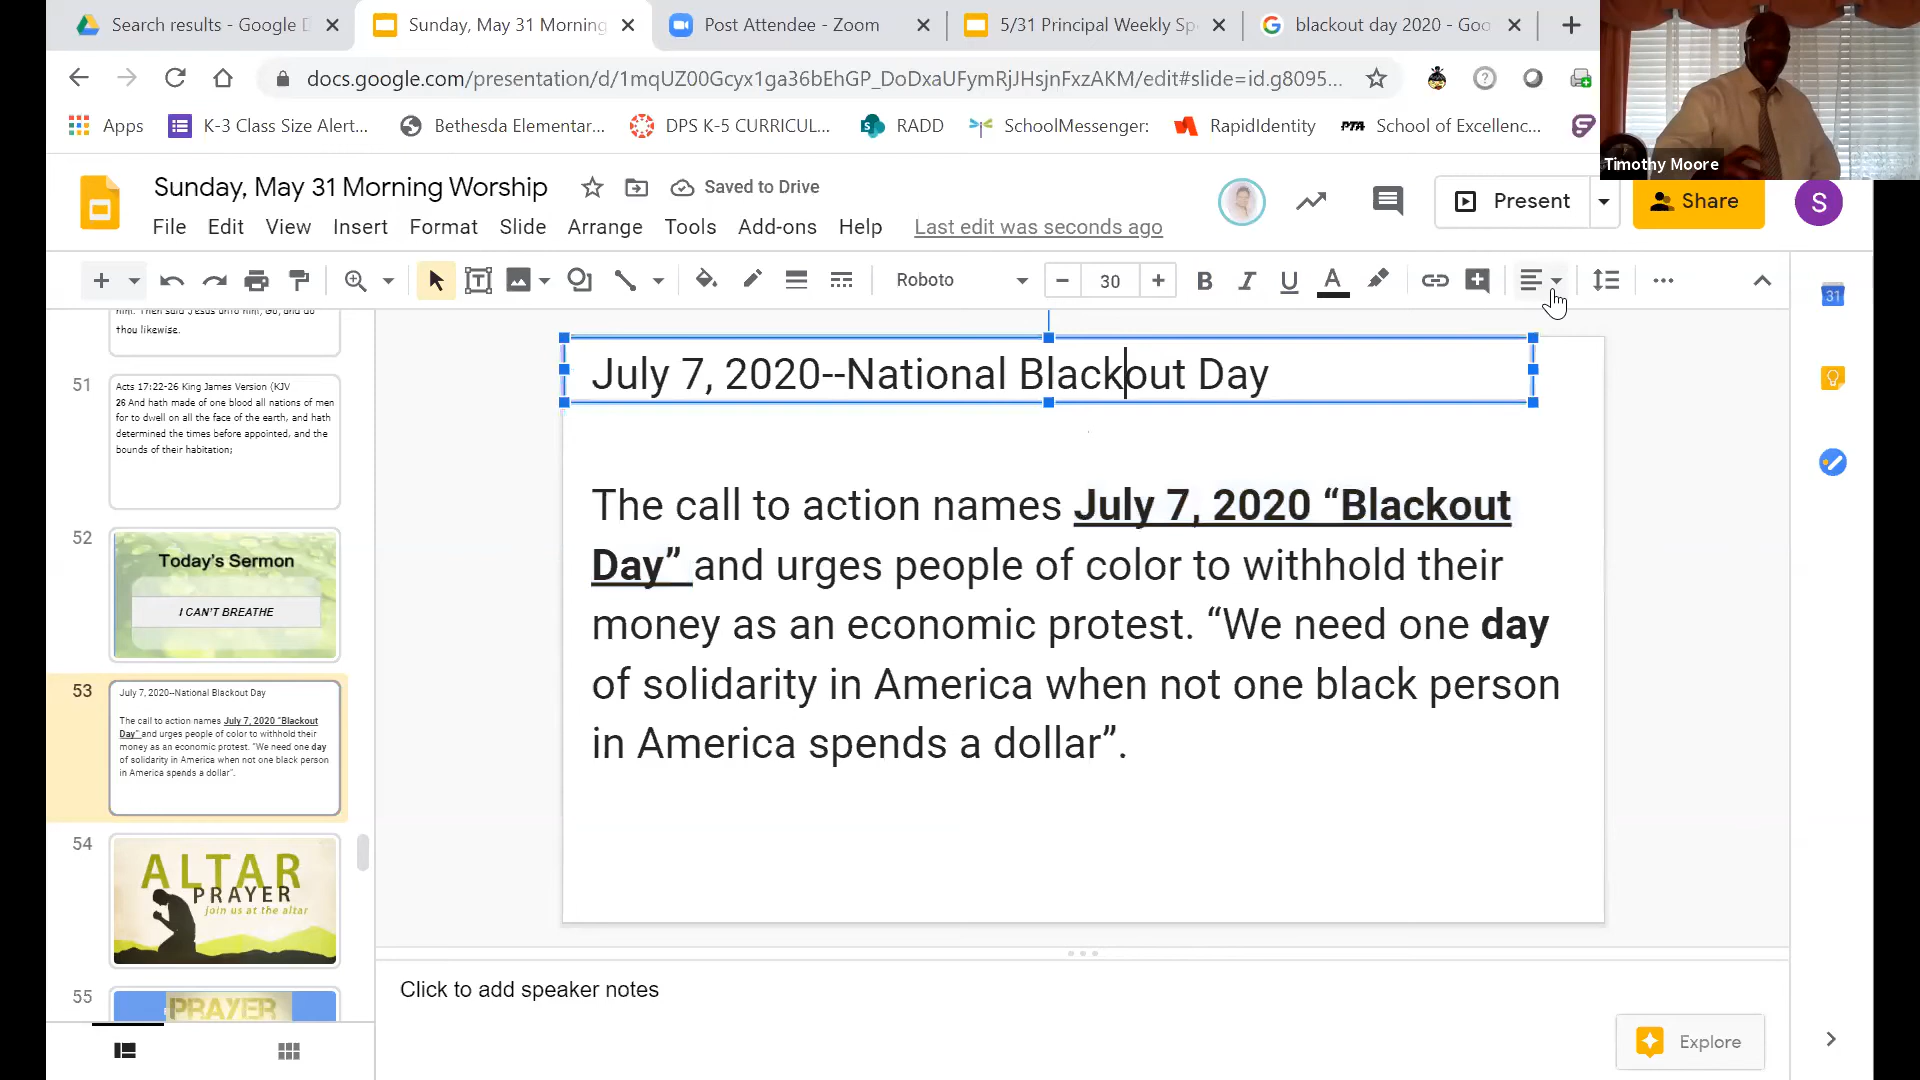 Search results - Google D
Sunday, May 31 Morning
Post Attendee - Zoom
5/31 Principal Weekly Sp
blackout day 2020 - Goo
docs.google.com/presentation/d/1mqUZ00Gcyx1ga36bEhGP_DoDxaUFymRjJHsjnFxzAKM/edit#slide=id.g8095...
Apps
K-3 Class Size Alert...
Bethesda Elementar...
DPS K-5 CURRICUL...
RADD
SchoolMessenger:
RapidIdentity
PTA School of Excellenc...
Timothy Moore
Sunday, May 31 Morning Worship
Saved to Drive
Present
Share
S
File Edit View Insert Format Slide Arrange Tools Add-ons Help
Last edit was seconds ago
Roboto
30
B I U A
31
him. Then said Jesus unto him, Go, and do
thou likewise.
51
Acts 17:22-26 King James Version (KJV
26 And hath made of one blood all nations of men
for to dwell on all the face of the earth, and hath
determined the times before appointed, and the
bounds of their habitation;
52
Today's Sermon
I CAN'T BREATHE
53
July 7, 2020--National Blackout Day
The call to action names July 7, 2020 “Blackout
Day” and urges people of color to withhold their
money as an economic protest. “We need one day
of solidarity in America when not one black person
in America spends a dollar”.
54
ALTAR
PRAYER
join us at the altar
55
PRAYER
July 7, 2020--National Blackout Day
The call to action names July 7, 2020 “Blackout
Day” and urges people of color to withhold their
money as an economic protest. “We need one day
of solidarity in America when not one black person
in America spends a dollar”.
Click to add speaker notes
Explore